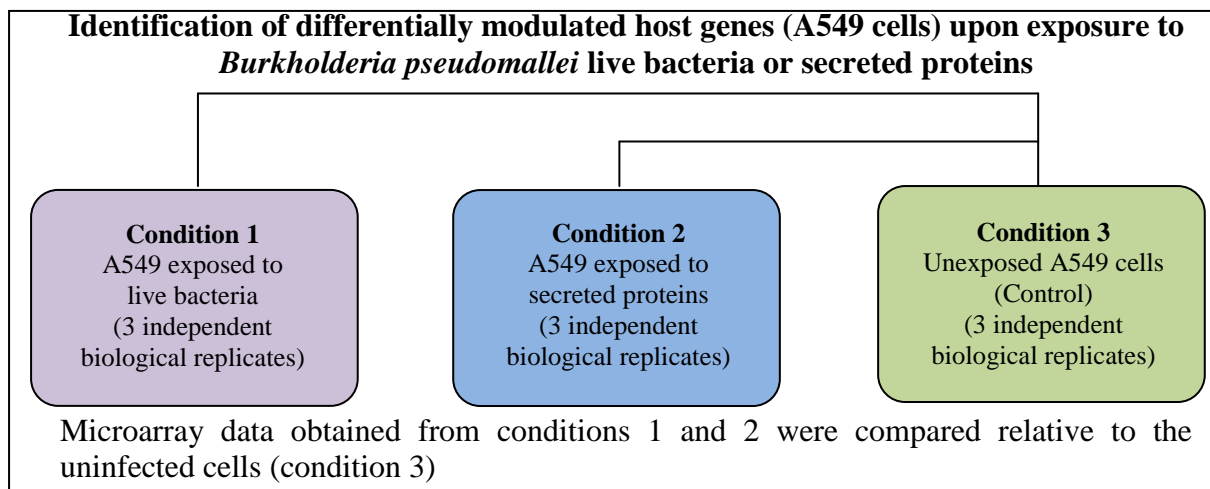 Identification of differentially modulated host genes (A549 cells) upon exposure to
Burkholderia pseudomallei live bacteria or secreted proteins
Condition 1
A549 exposed to
live bacteria
(3 independent
biological replicates)
Condition 2
A549 exposed to
secreted proteins
(3 independent
biological replicates)
Condition 3
Unexposed A549 cells
(Control)
(3 independent
biological replicates)
Microarray data obtained from conditions 1 and 2 were compared relative to the
uninfected cells (condition 3)